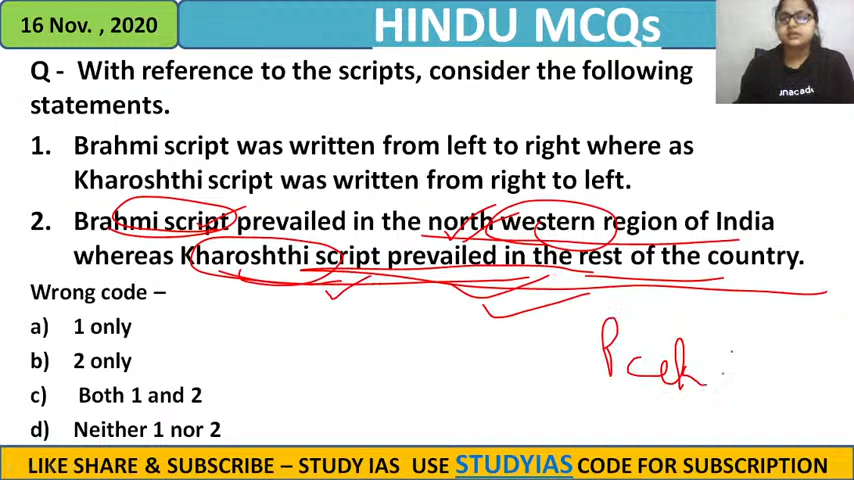 16 Nov. , 2020
HINDU MCQs
Q - With reference to the scripts, consider the following
statements.
1. Brahmi script was written from left to right where as
Kharoshthi script was written from right to left.
2. Brahmi script prevailed in the north western region of India
whereas Kharoshthi script prevailed in the rest of the country.
Wrong code –
a) 1 only
b) 2 only
c) Both 1 and 2
d) Neither 1 nor 2
LIKE SHARE & SUBSCRIBE – STUDY IAS USE STUDYIAS CODE FOR SUBSCRIPTION